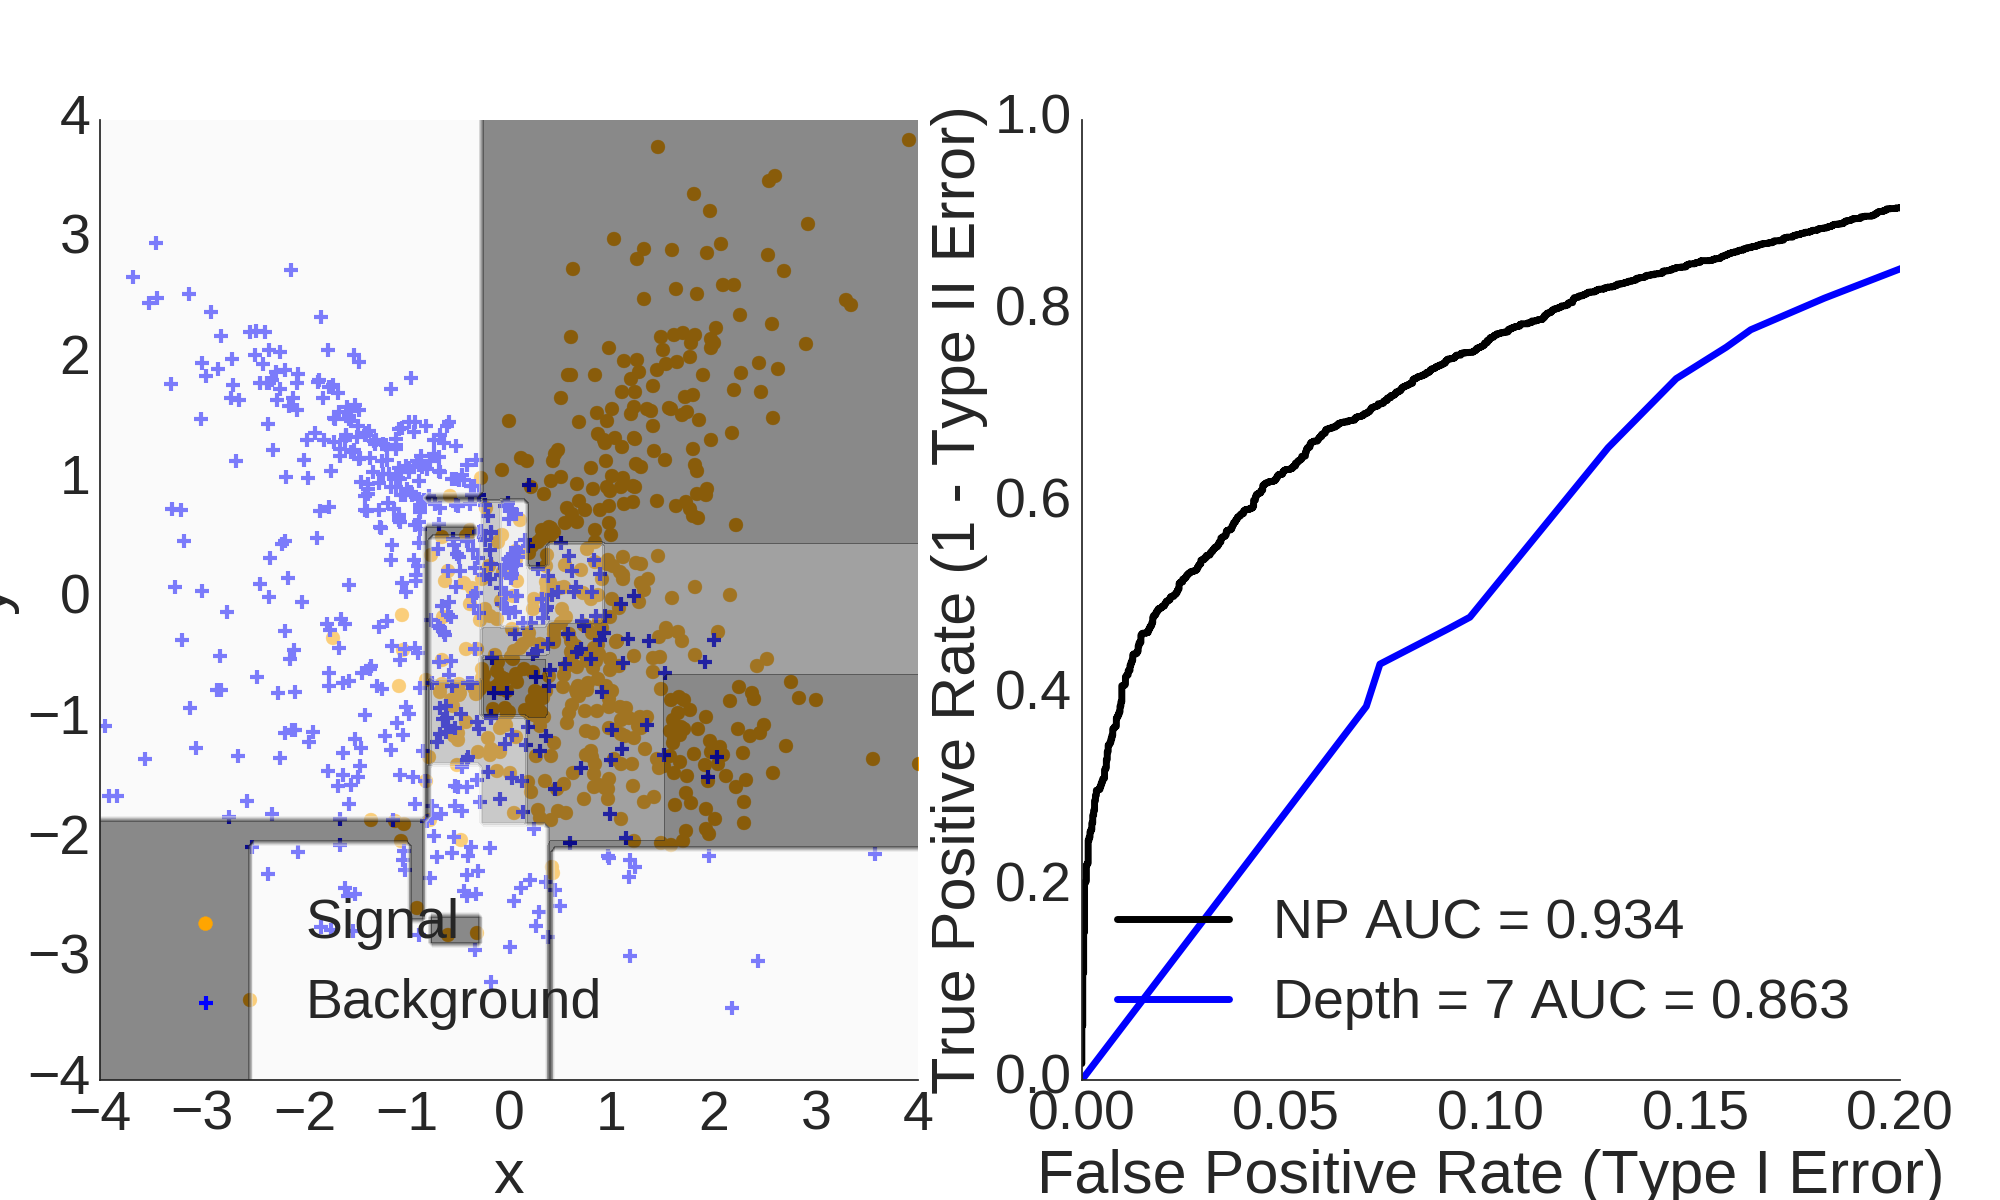 4
3
2
1
0
−1
−2
−3
−4
−4 −3 −2 −1 0 1 2 3 4
x
y
Signal
Background
True Positive Rate (1 - Type II Error)
1.0
0.8
0.6
0.4
0.2
0.0
0.00 0.05 0.10 0.15 0.20
False Positive Rate (Type I Error)
NP AUC = 0.934
Depth = 7 AUC = 0.863